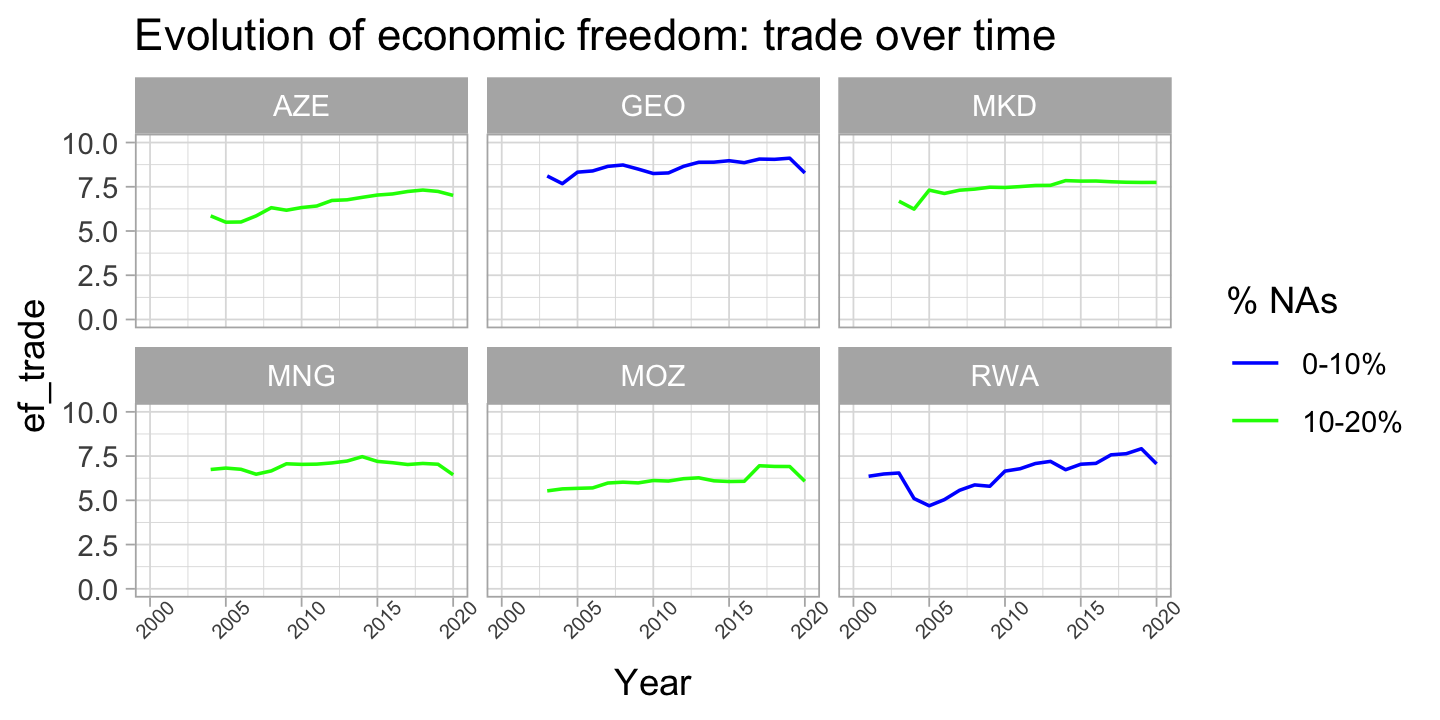 Evolution of economic freedom: trade over time
AZE GEO MKD
10.0
7.5
5.0
2.5
0.0
MNG MOZ RWA
10.0
7.5
5.0
2.5
0.0
2000 2005 2010 2015 2020 2000 2005 2010 2015 2020 2000 2005 2010 2015 2020
ef_trade
Year
% NAs
0-10%
10-20%